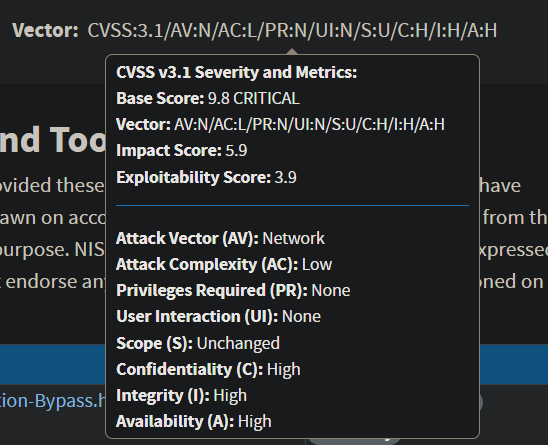 Vector: CVSS:3.1/AV:N/AC:L/PR:N/UI:N/S:U/C:H/I:H/A:H
CVSS v3.1 Severity and Metrics:
Base Score: 9.8 CRITICAL
Vector: AV:N/AC:L/PR:N/UI:N/S:U/C:H/I:H/A:H
Impact Score: 5.9
Exploitability Score: 3.9
Attack Vector (AV): Network
Attack Complexity (AC): Low
Privileges Required (PR): None
User Interaction (UI): None
Scope (S): Unchanged
Confidentiality (C): High
Integrity (I): High
Availability (A): High
nd Too
ovided these have
awn on acco from th
urpose. NIS expressed
t endorse an oned on
tion-Bypass.h